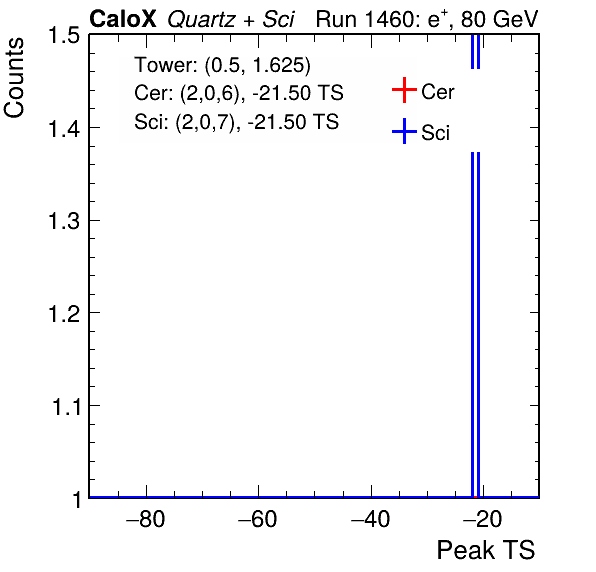 CaloX Quartz + Sci Run 1460: e⁺, 80 GeV
Counts
1.5
1.4
1.3
1.2
1.1
1
Tower: (0.5, 1.625)
Cer: (2,0,6), -21.50 TS
Sci: (2,0,7), -21.50 TS
Cer
Sci
−80 −60 −40 −20
Peak TS